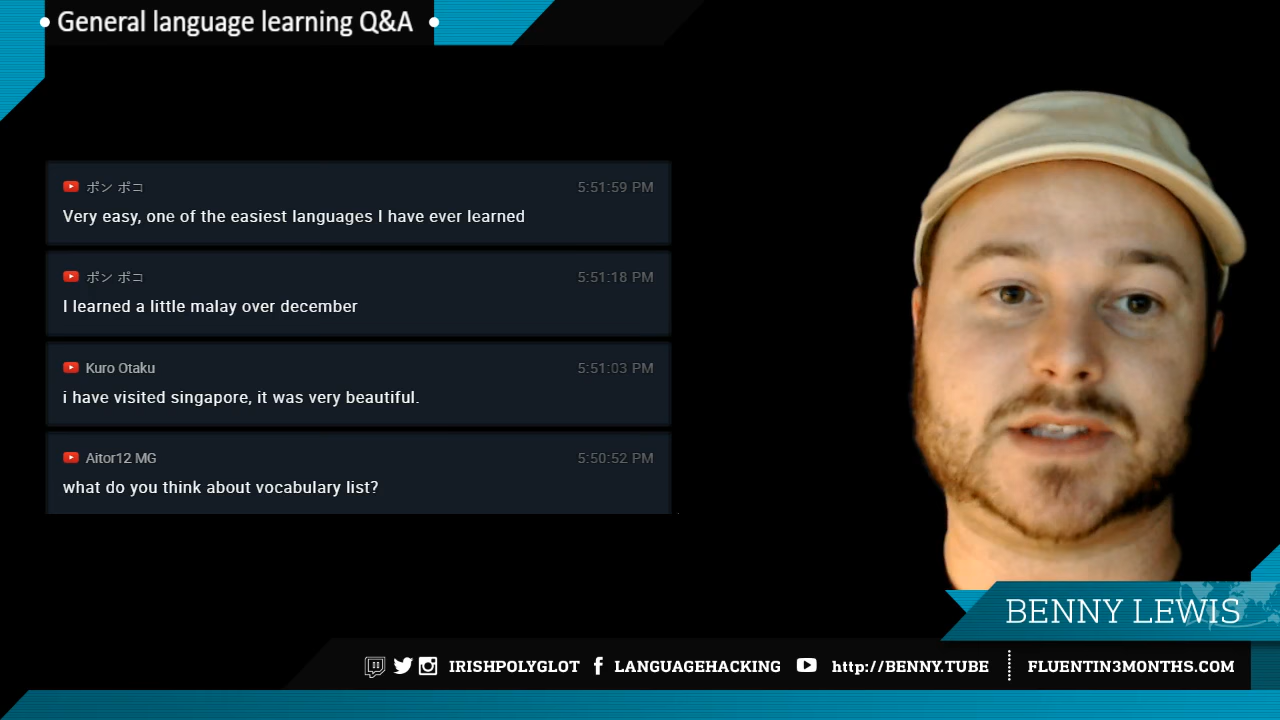 General language learning Q&A
ポン ポコ 5:51:59 PM
Very easy, one of the easiest languages I have ever learned
ポン ポコ 5:51:18 PM
I learned a little malay over december
Kuro Otaku 5:51:03 PM
i have visited singapore, it was very beautiful.
Aitor12 MG 5:50:52 PM
what do you think about vocabulary list?
BENNY LEWIS
IRISHPOLYGLOT LANGUAGEHACKING http://BENNY.TUBE FLUENTIN3MONTHS.COM